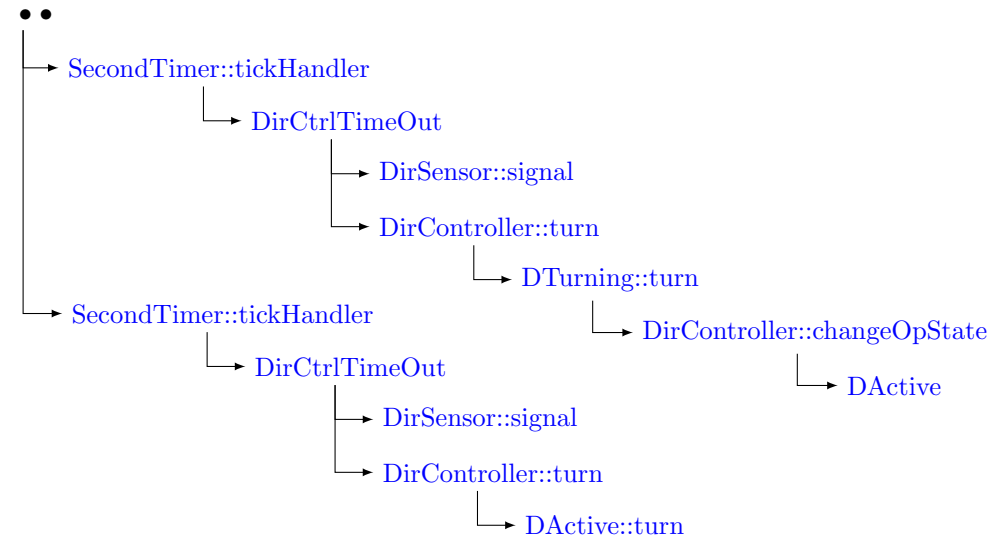 SecondTimer::tickHandler
DirCtrlTimeOut
DirSensor::signal
DirController::turn
DTurning::turn
SecondTimer::tickHandler
DirController::changeOpState
DirCtrlTimeOut
DActive
DirSensor::signal
DirController::turn
DActive::turn